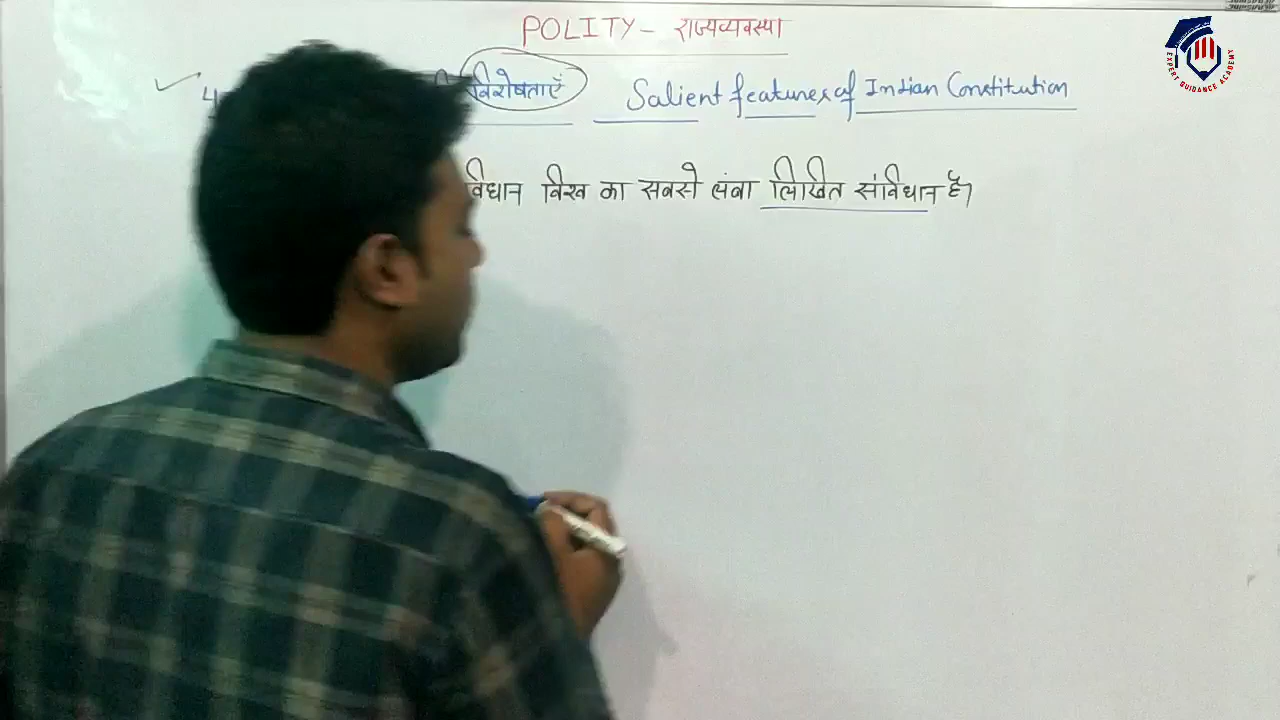 POLITY - राज्यव्यवस्था
विशेषताएँ Salient features of Indian Constitution
विधान विश्व का सबसे लंबा लिखित संविधान है।
EXPERT GUIDANCE ACADEMY